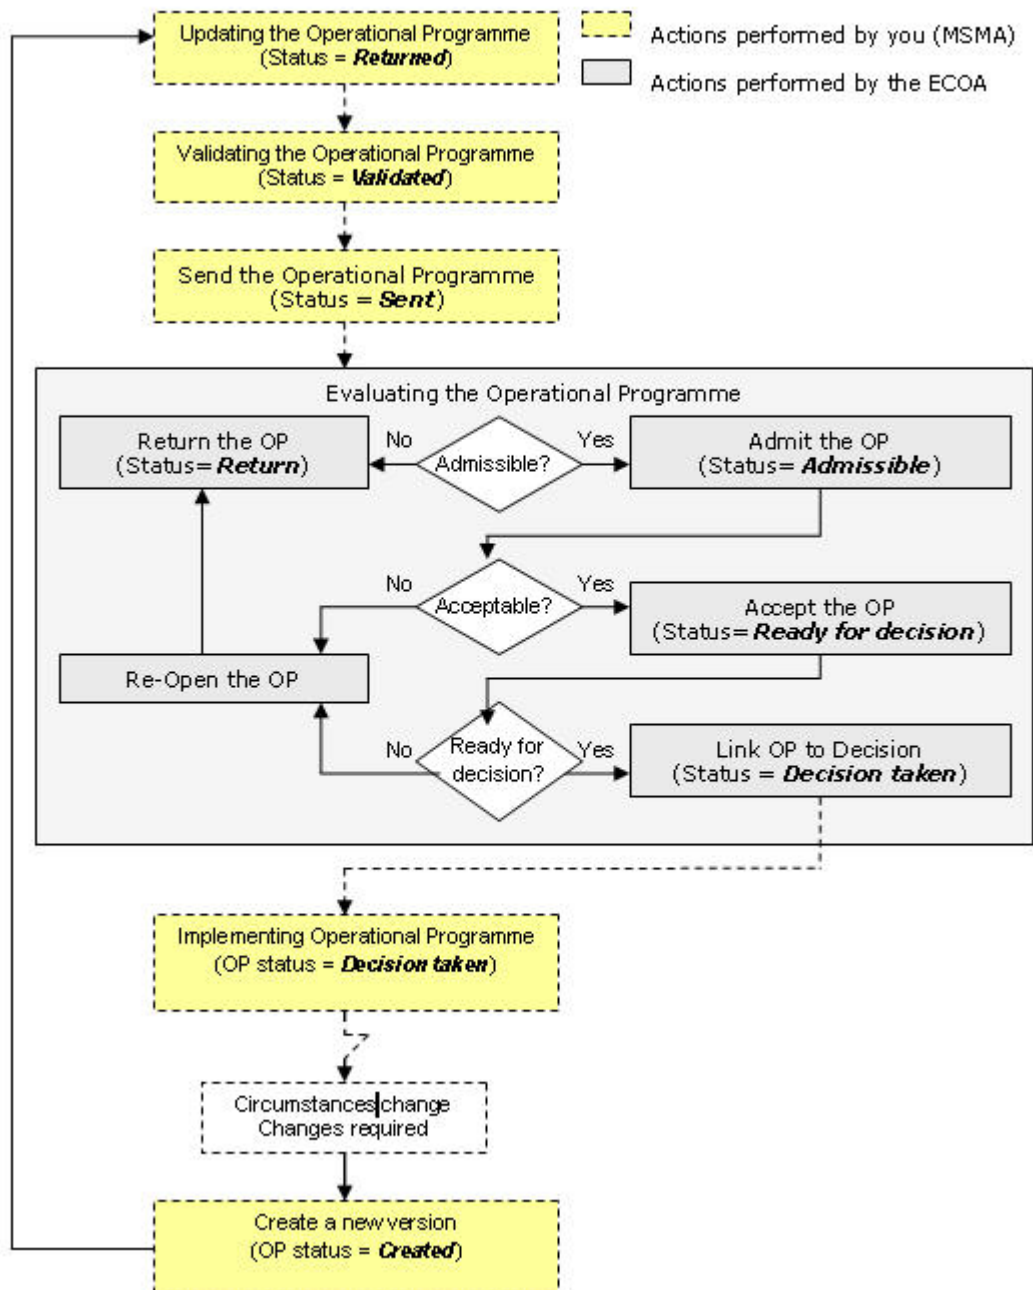 Updating the Operational Programme
(Status = Returned)
Actions performed by you (MSMA)
Actions performed by the ECOA
Validating the Operational Programme
(Status = Validated)
Send the Operational Programme
(Status = Sent)
Evaluating the Operational Programme
Return the OP
(Status= Return)
No
Admissible?
Yes
Admit the OP
(Status= Admissible)
No
Acceptable?
Yes
Accept the OP
(Status= Ready for decision)
Re-Open the OP
No
Ready for
decision?
Yes
Link OP to Decision
(Status = Decision taken)
Implementing Operational Programme
(OP status = Decision taken)
Circumstances change
Changes required
Create a new version
(OP status = Created)